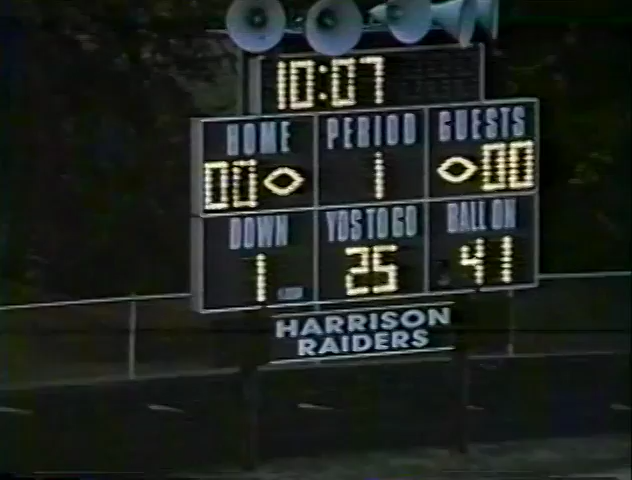 10:07
HOME PERIOD GUESTS
00 1 00
DOWN YDS TO GO BALL ON
1 25 41
HARRISON
RAIDERS